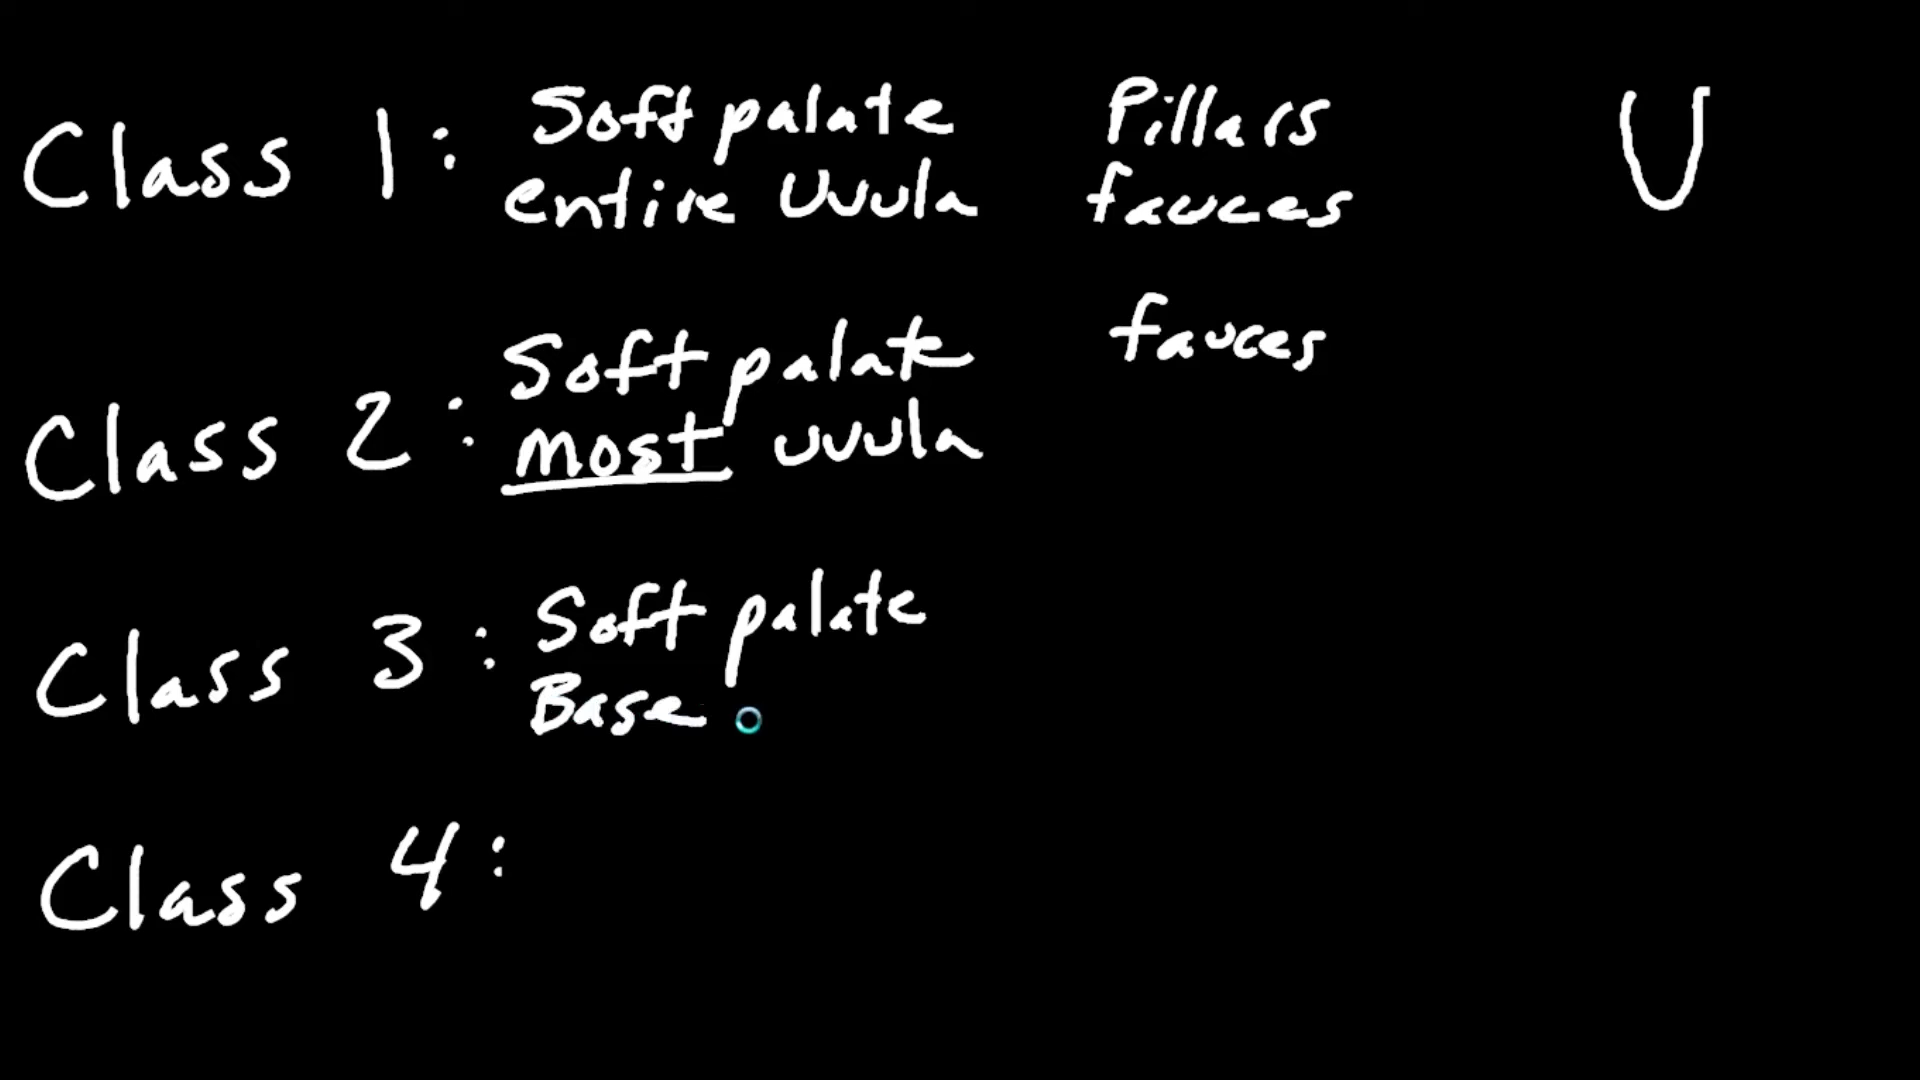 Class 1: Soft palate Pillars U
entire Uvula fauces
Class 2: Soft palate fauces
most uvula
Class 3: Soft palate
Base
Class 4: